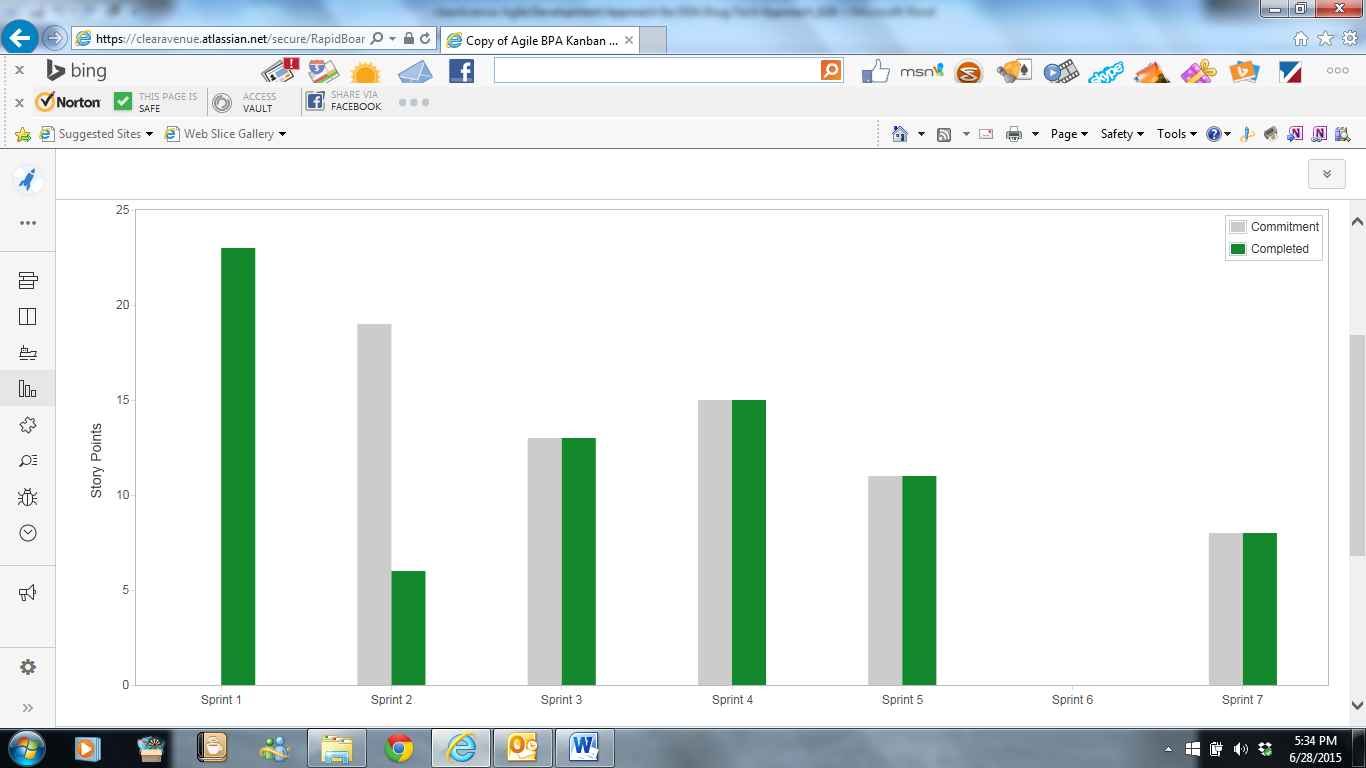 https://clearavenue.atlassian.net/secure/RapidBoar
Copy of Agile BPA Kanban ...
bing
msn
skype
Norton
THIS PAGE IS
SAFE
ACCESS
VAULT
SHARE VIA
FACEBOOK
Suggested Sites
Web Slice Gallery
Page
Safety
Tools
25
20
15
10
5
0
Story Points
Commitment
Completed
Sprint 1
Sprint 2
Sprint 3
Sprint 4
Sprint 5
Sprint 6
Sprint 7
5:34 PM
6/28/2015